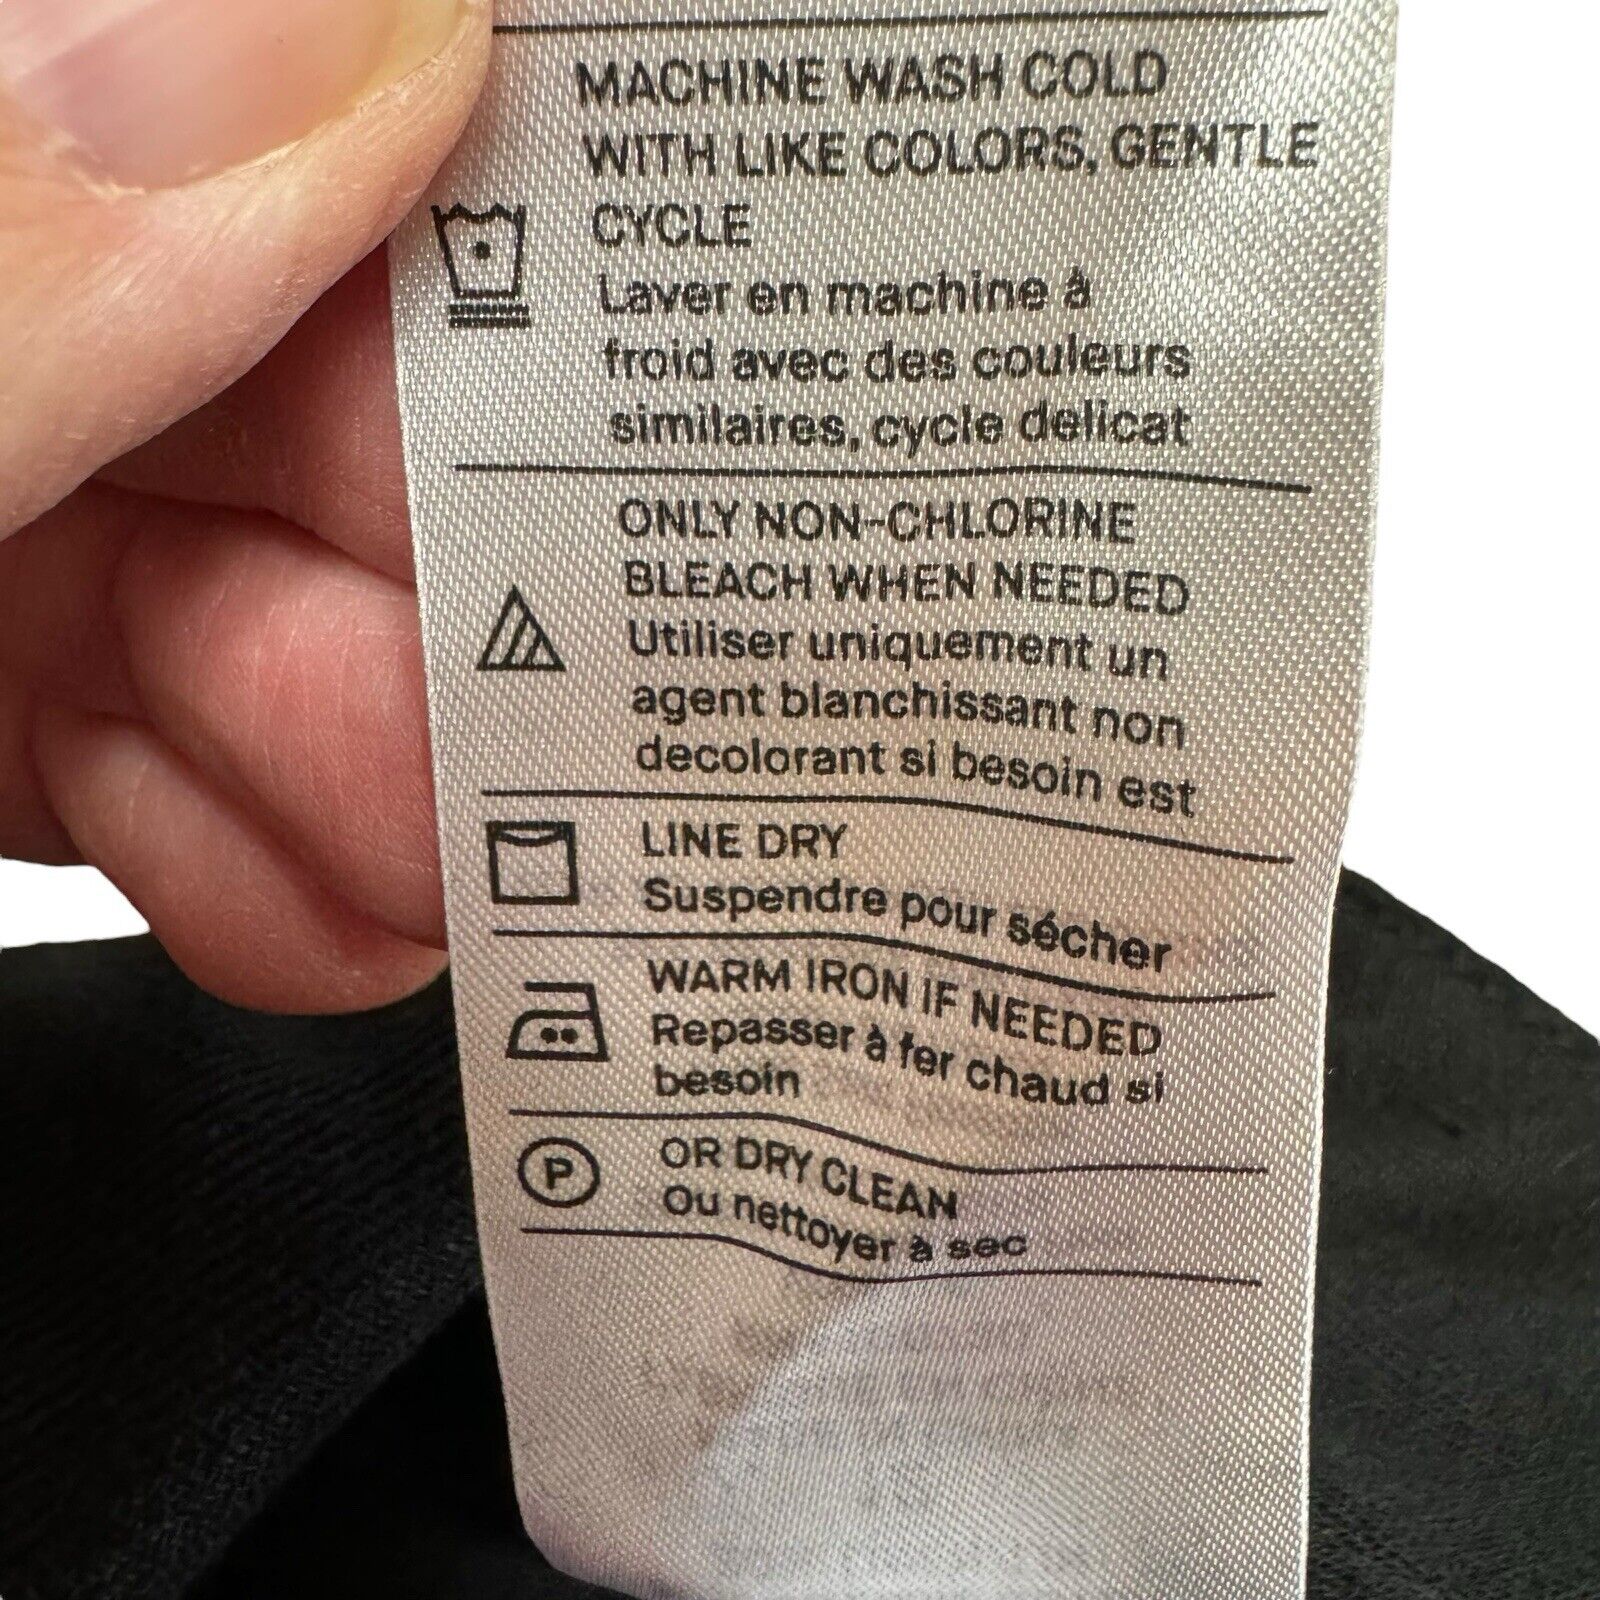 MACHINE WASH COLD
WITH LIKE COLORS, GENTLE
CYCLE
Laver en machine à
froid avec des couleurs
similaires, cycle delicat
ONLY NON-CHLORINE
BLEACH WHEN NEEDED
Utiliser uniquement un
agent blanchissant non
decolorant si besoin est
LINE DRY
Suspendre pour sécher
WARM IRON IF NEEDED
Repasser à fer chaud si
besoin
P
OR DRY CLEAN
Ou nettoyer à sec